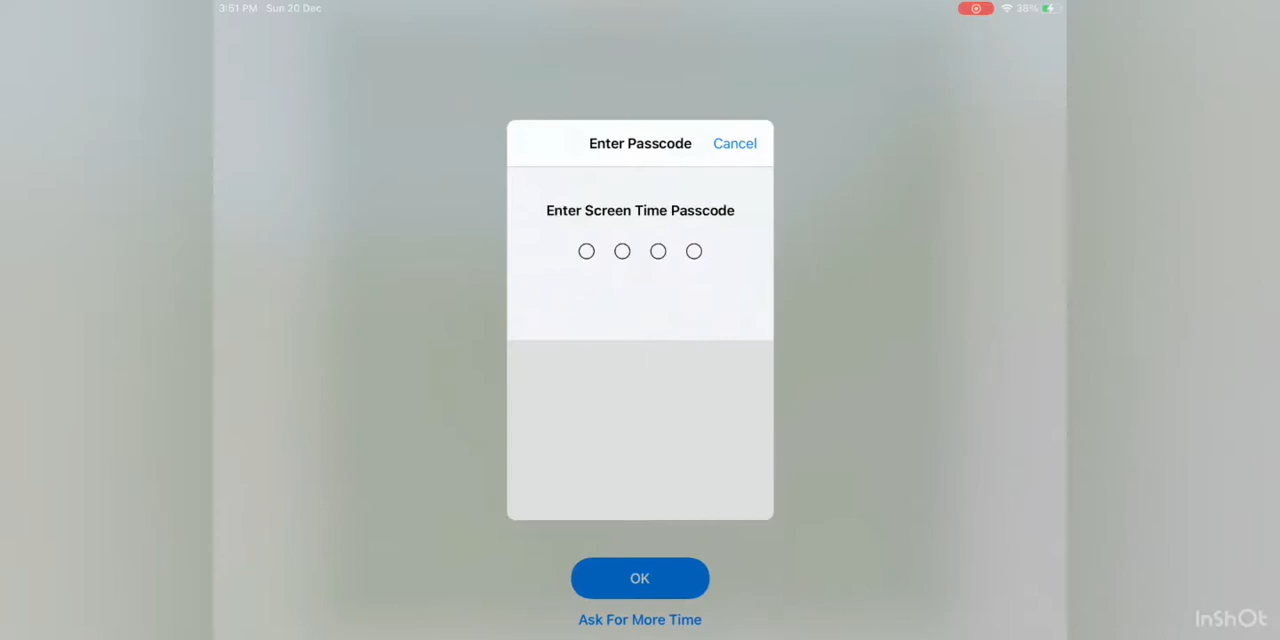 3:51 PM Sun 20 Dec
38%
Enter Passcode Cancel
Enter Screen Time Passcode
OK
Ask For More Time
InShOt